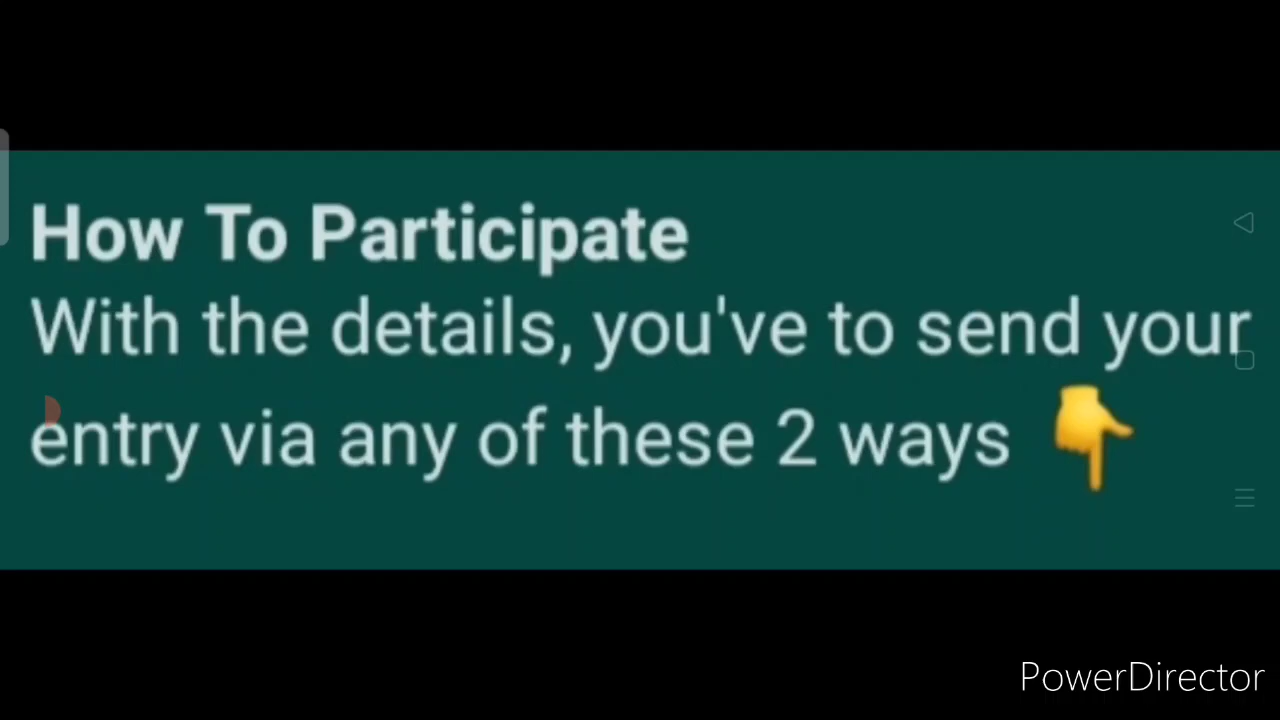 How To Participate
With the details, you've to send your
entry via any of these 2 ways 👇
PowerDirector